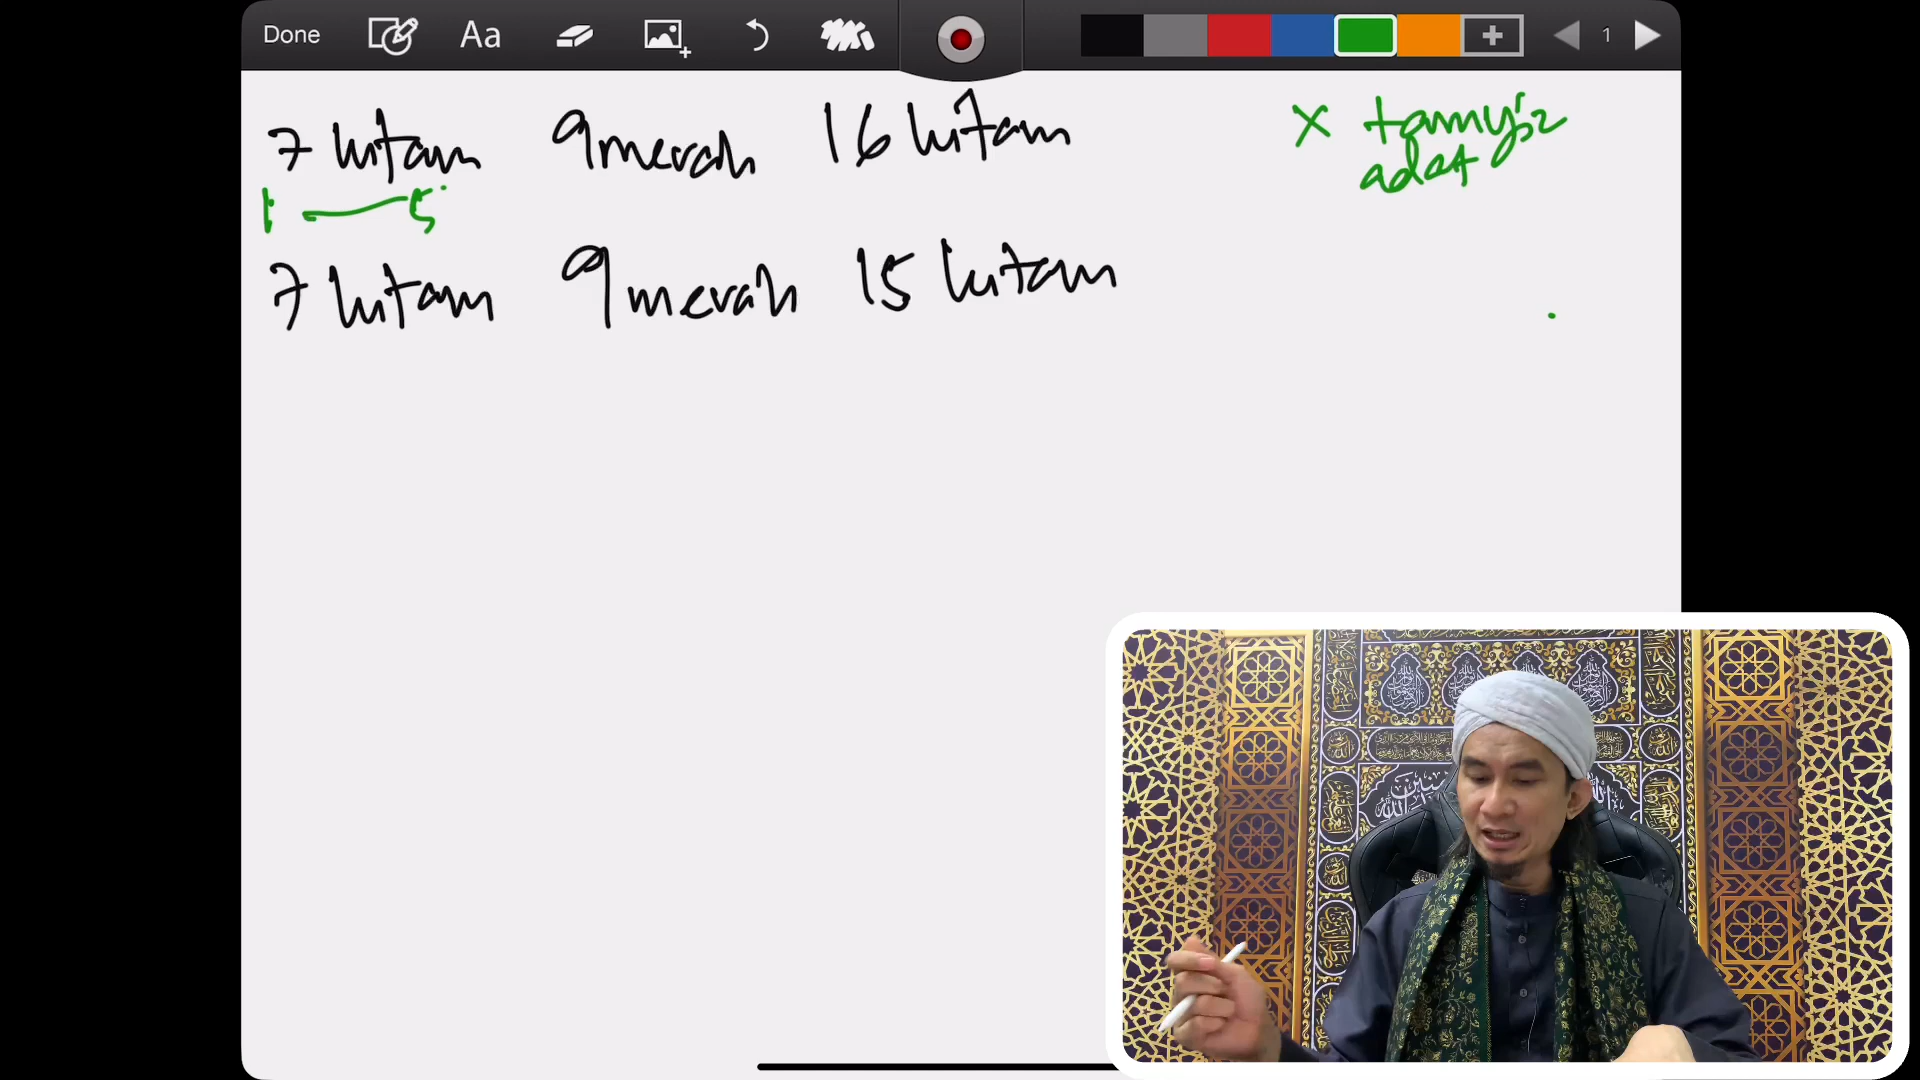 Done Aa 1
7 hitam 9 merah 16 hitam x tamyiz
adat
1 — 5
7 hitam 9 merah 15 hitam